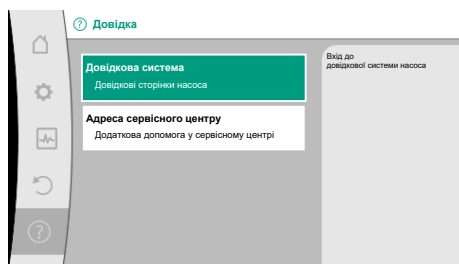 Довідка
Довідкова система
Довідкові сторінки насоса
Адреса сервісного центру
Додаткова допомога у сервісному центрі
Вхід до
довідкової системи насоса